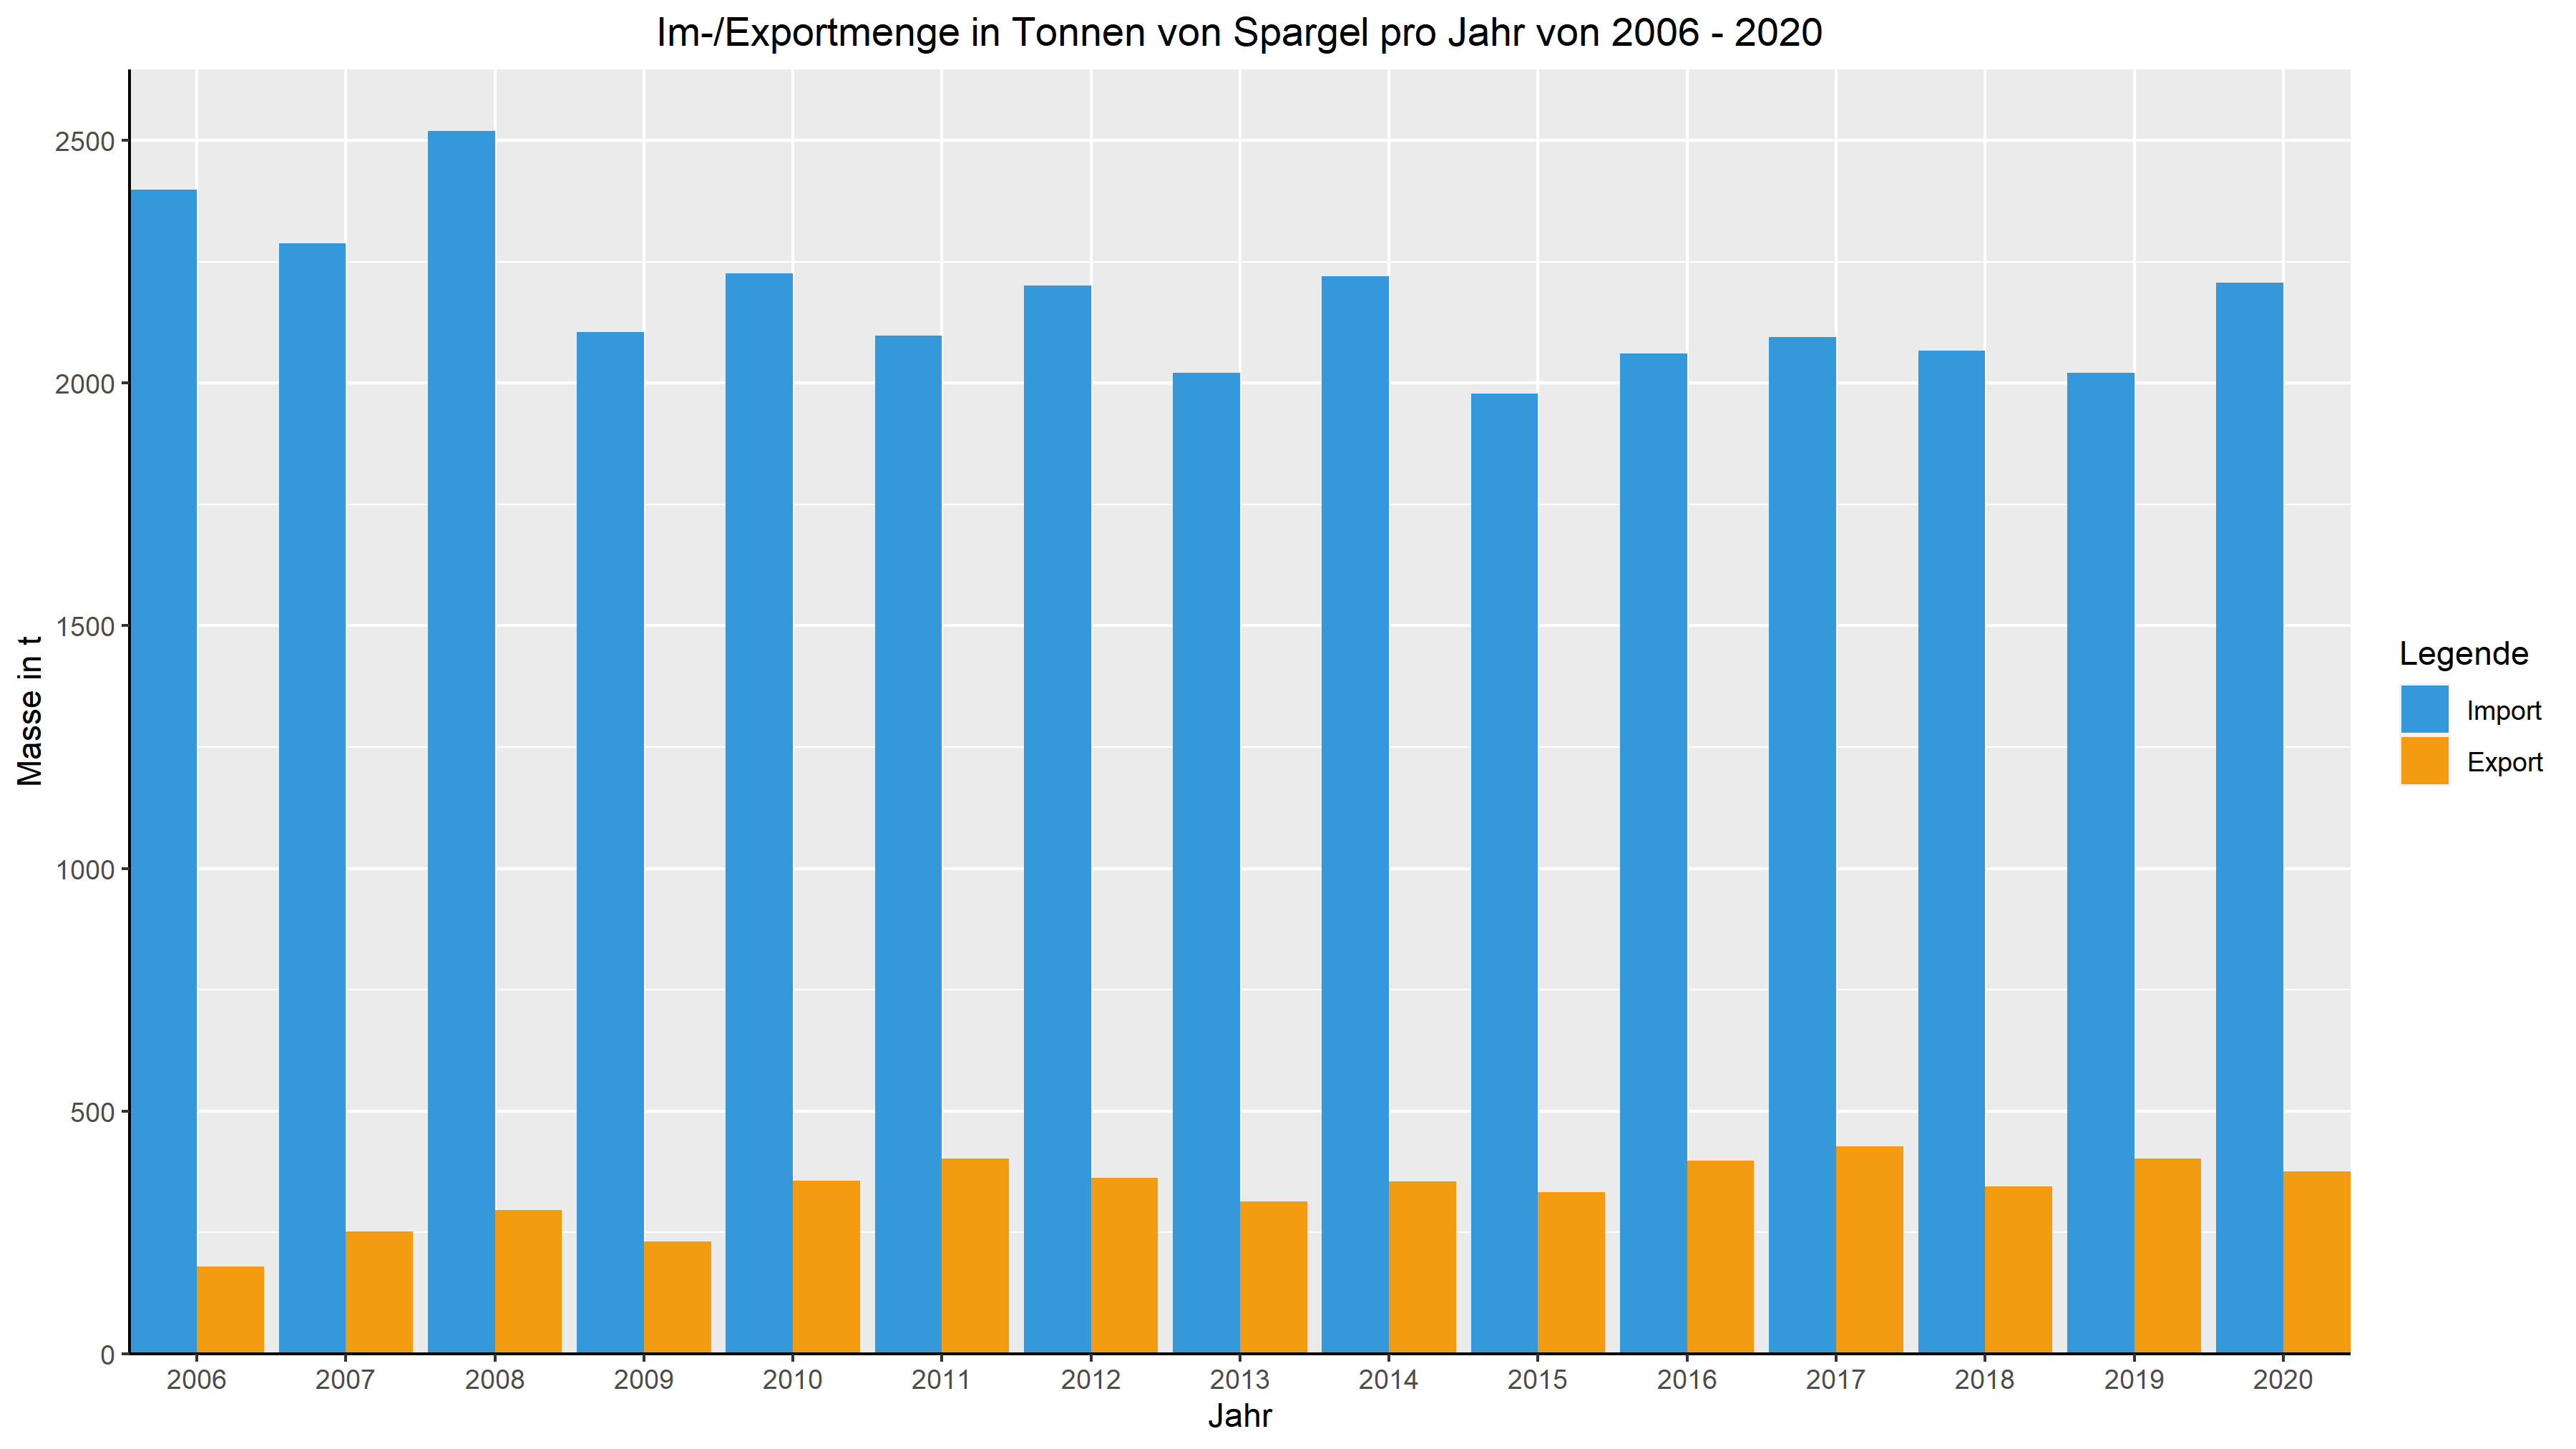 Im-/Exportmenge in Tonnen von Spargel pro Jahr von 2006 - 2020
2500
2000
1500
1000
500
0
Masse in t
2006 2007 2008 2009 2010 2011 2012 2013 2014 2015 2016 2017 2018 2019 2020
Jahr
Legende
Import
Export